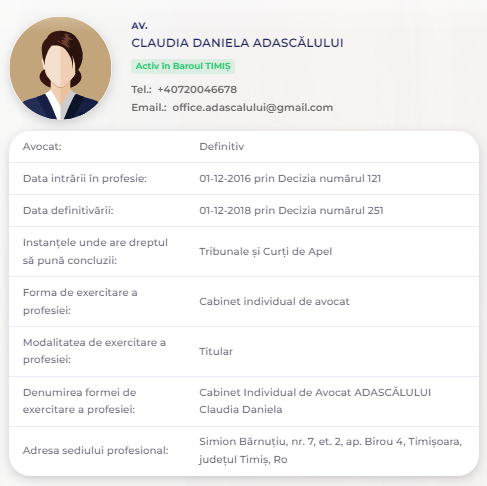 AV.
CLAUDIA DANIELA ADASCĂLULUI
Activ în Baroul TIMIȘ
Tel.: +40720046678
Email.: office.adascalului@gmail.com
Avocat: Definitiv
Data intrării în profesie: 01-12-2016 prin Decizia numărul 121
Data definitivării: 01-12-2018 prin Decizia numărul 251
Instanțele unde are dreptul
să pună concluzii:
Tribunale și Curți de Apel
Forma de exercitare a
profesiei:
Cabinet individual de avocat
Modalitatea de exercitare a
profesiei:
Titular
Denumirea formei de
exercitare a profesiei:
Cabinet Individual de Avocat ADASCĂLULUI
Claudia Daniela
Adresa sediului profesional:
Simion Bărnuțiu, nr. 7, et. 2, ap. Birou 4, Timișoara,
județul Timiș, Ro